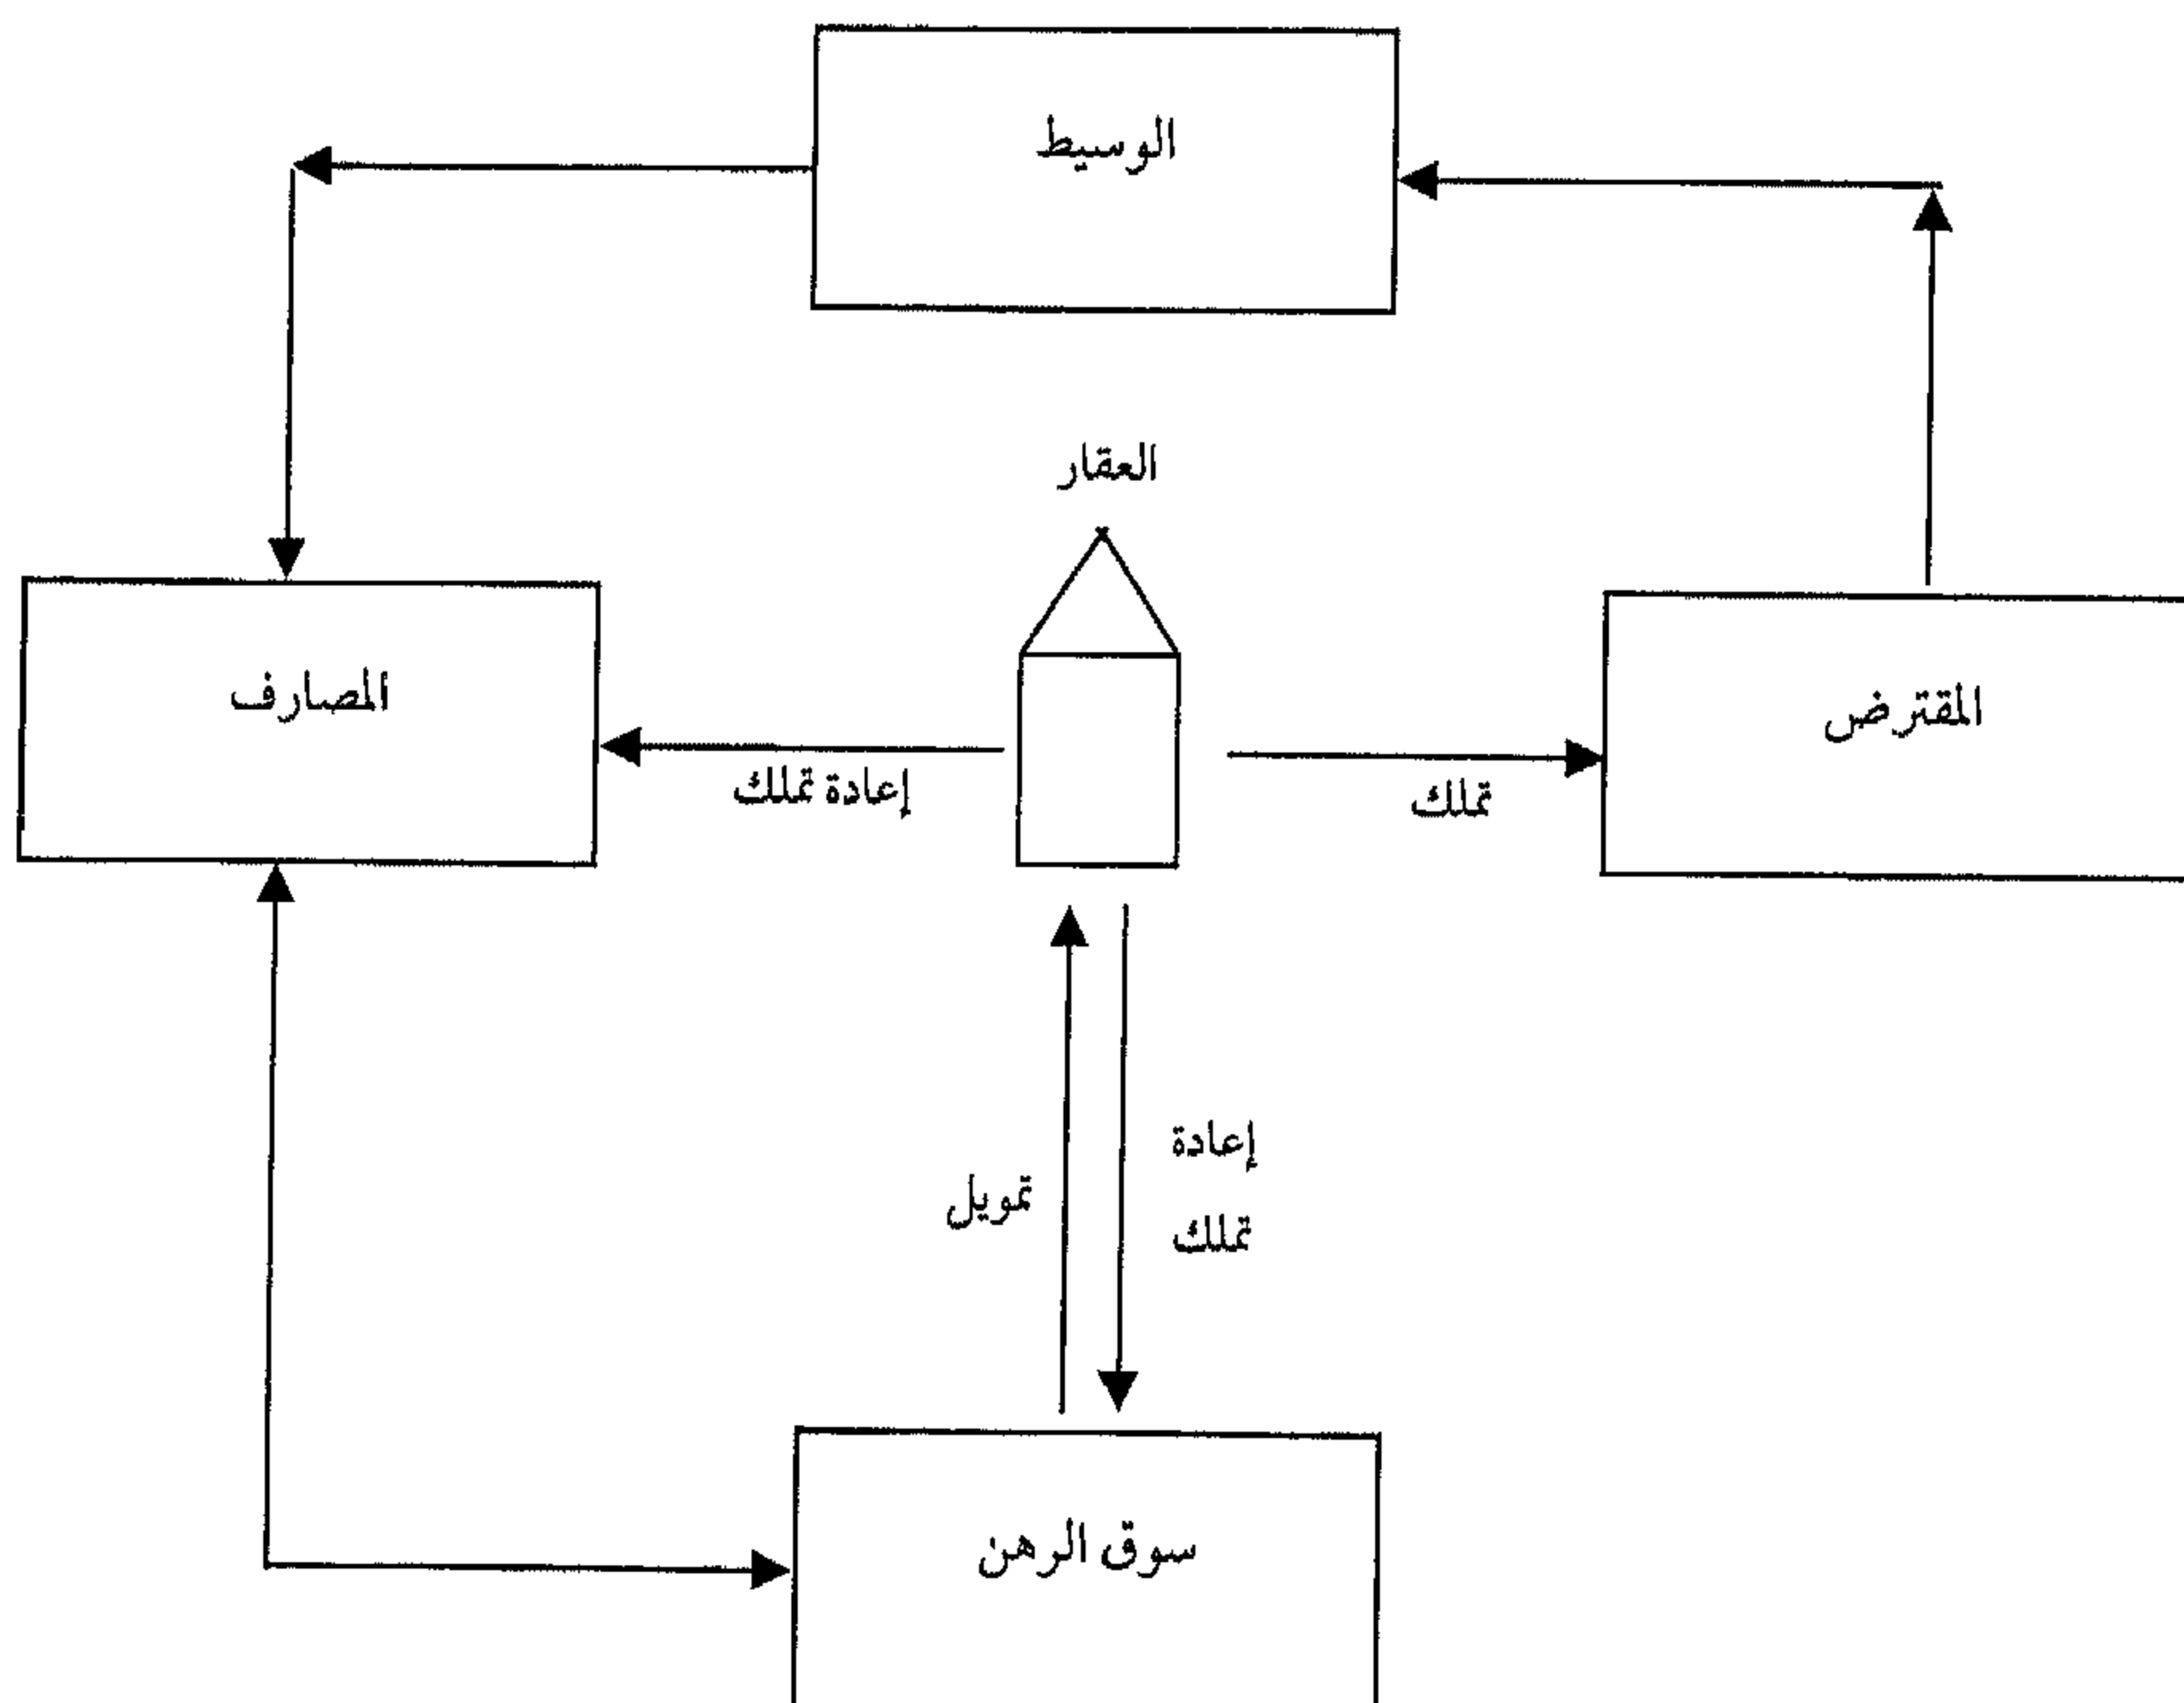 الوسيط
العقار
المقترض
المصارف
تملك
إعادة تملك
إعادة
تملك
تمويل
سوق الرهن